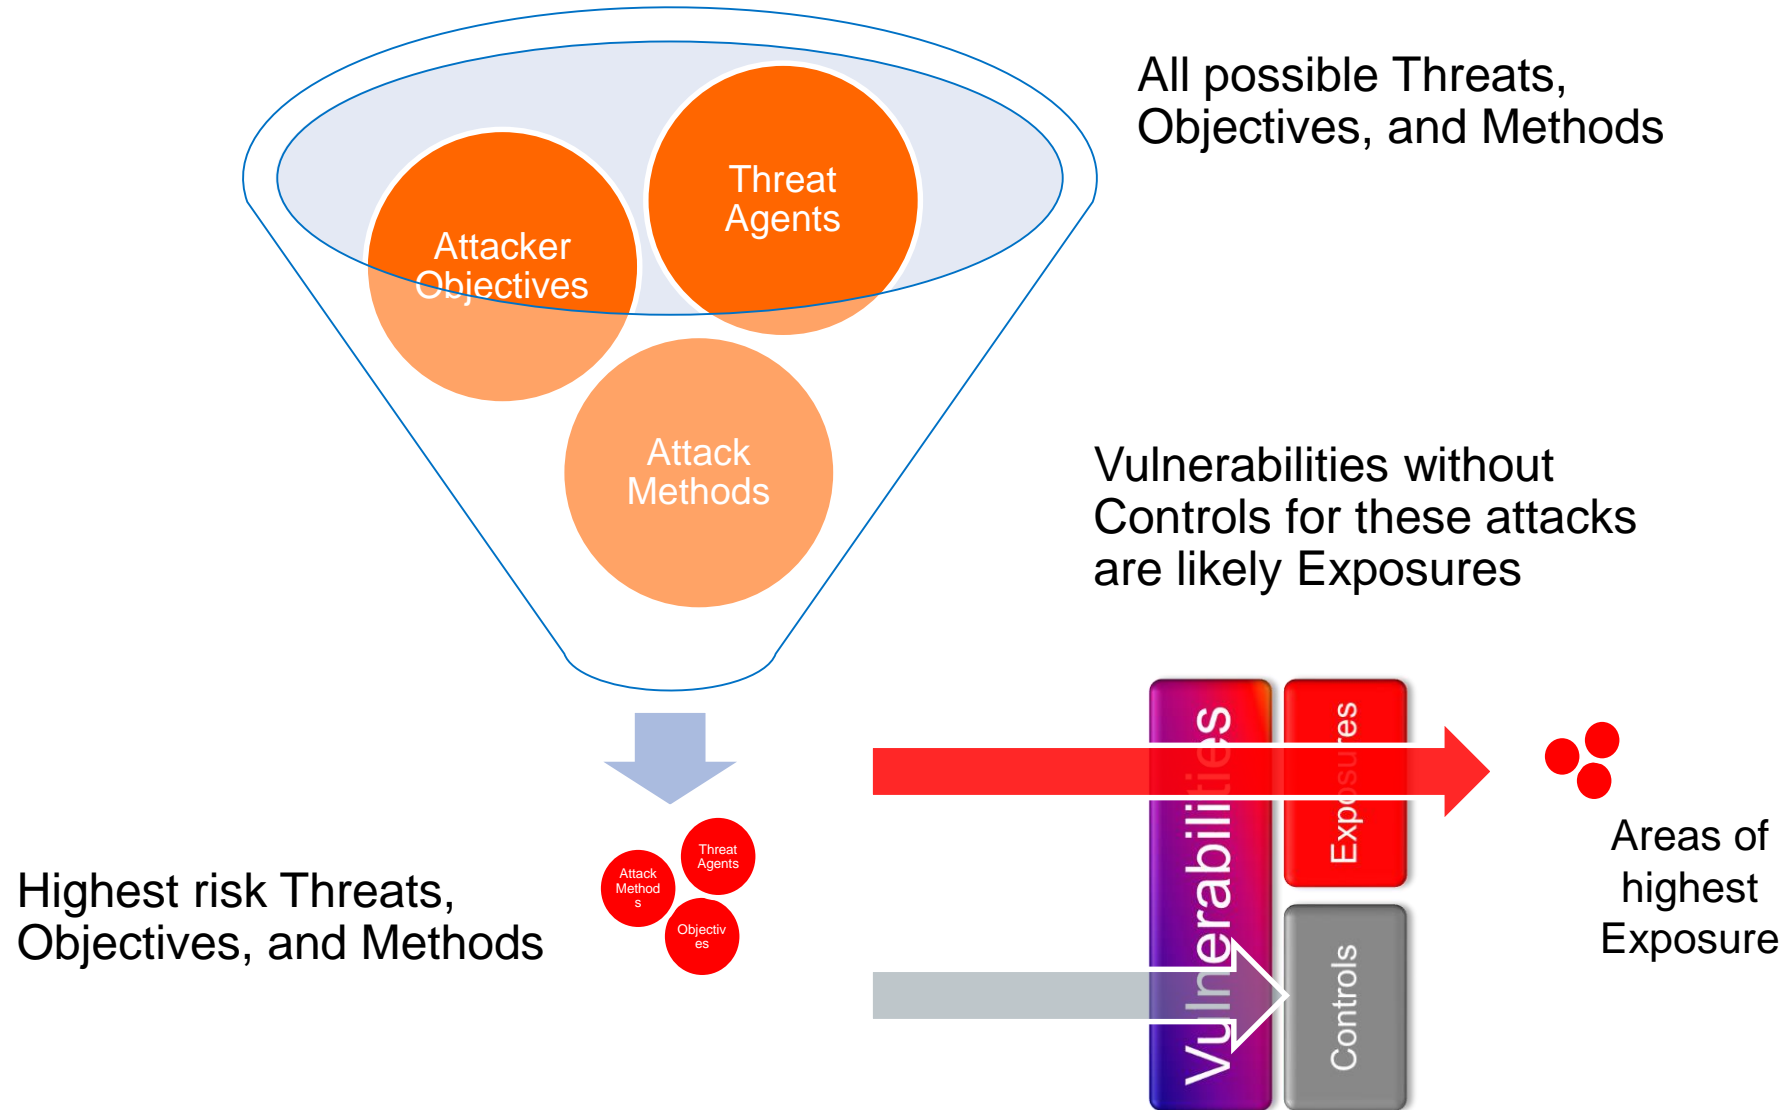 All possible Threats,
Objectives, and Methods
Threat
Agents
Attacker
Objectives
Attack
Methods
Vulnerabilities without
Controls for these attacks
are likely Exposures
Vulnerabilities
Exposures
Controls
Threat
Agents
Attack
Method
s
Objectiv
es
Highest risk Threats,
Objectives, and Methods
Areas of
highest
Exposure